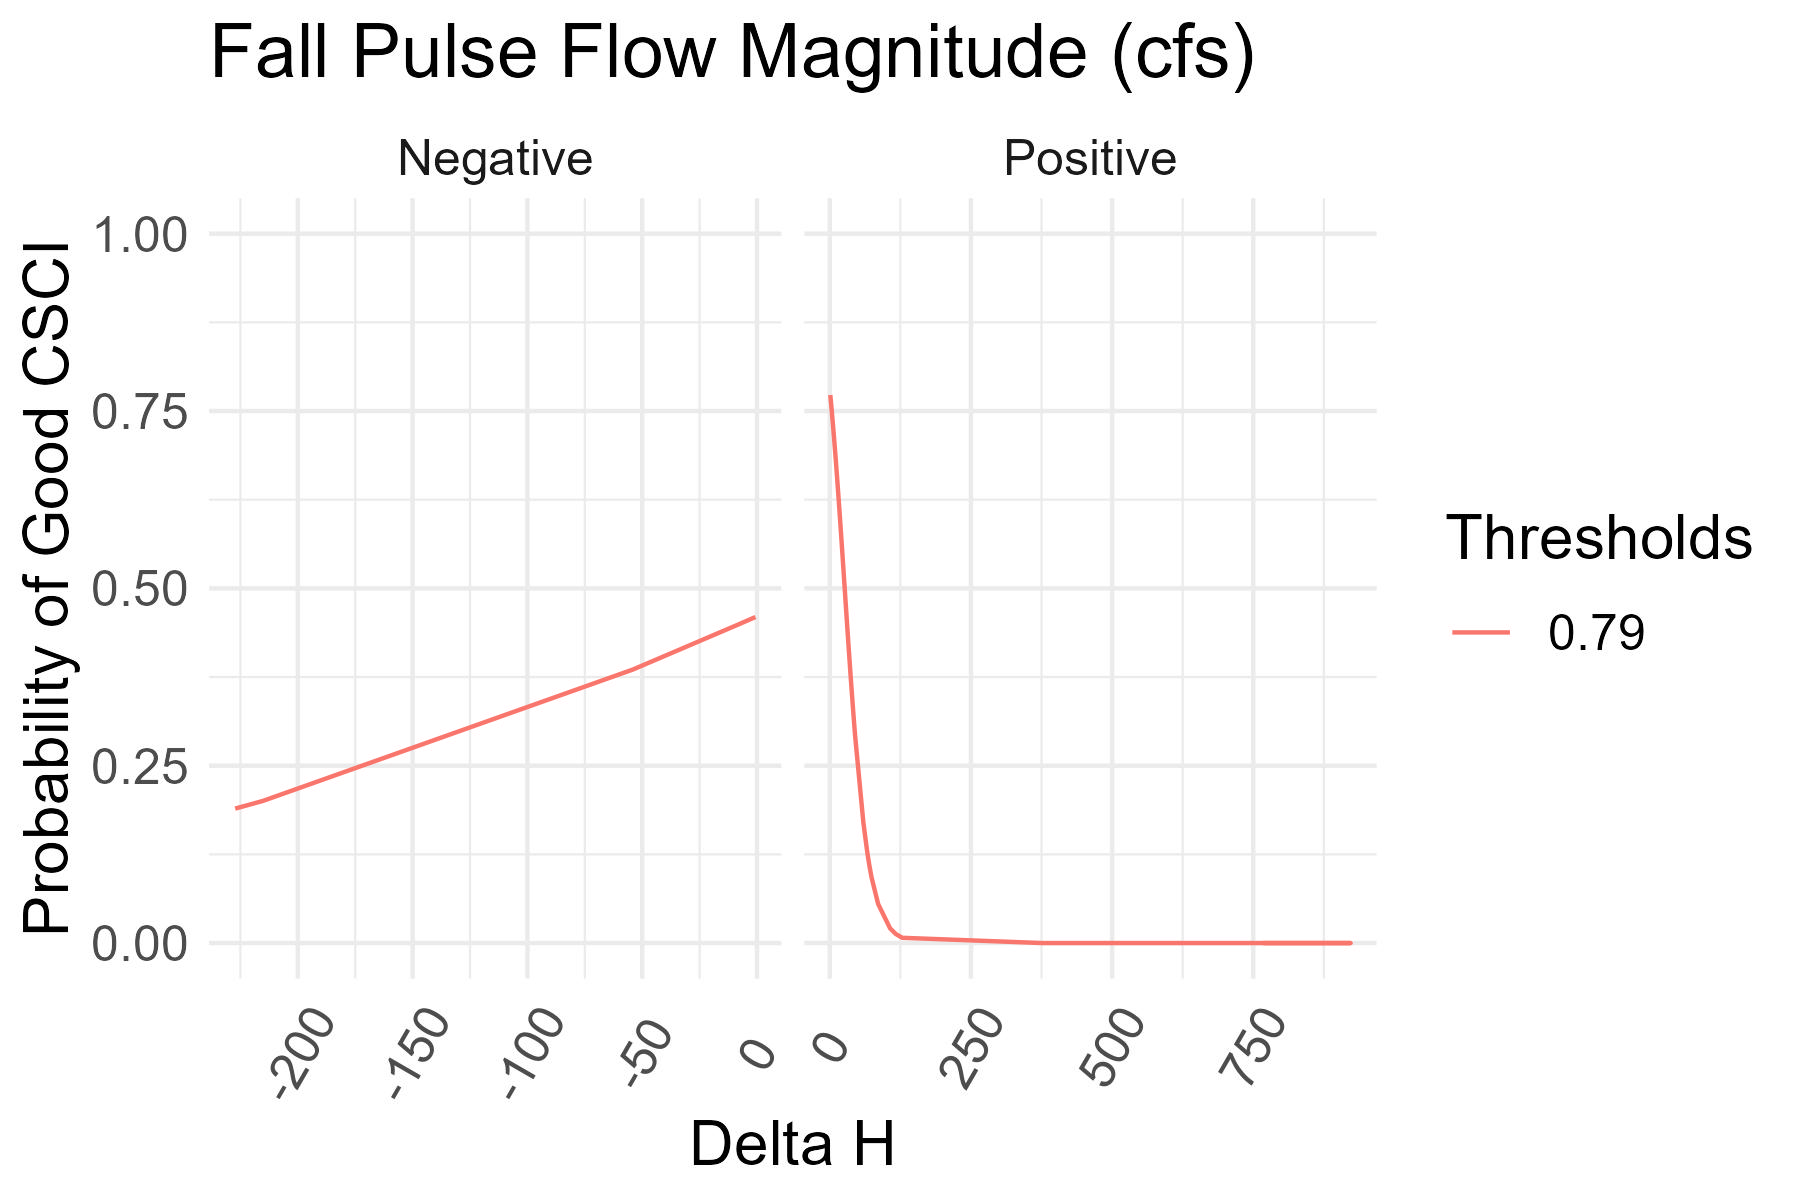 Fall Pulse Flow Magnitude (cfs)
Negative
Positive
Probability of Good CSCI
1.00
0.75
0.50
0.25
0.00
-200
-150
-100
-50
0
0
250
500
750
Delta H
Thresholds
0.79